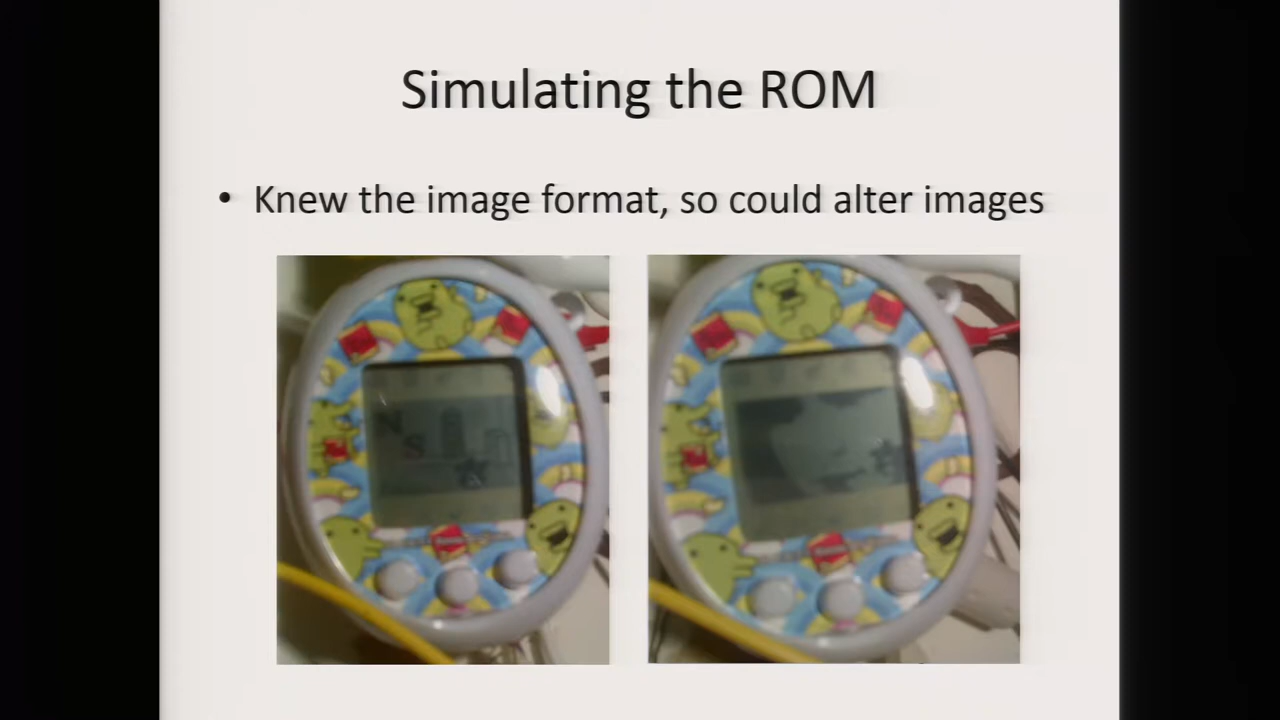 Simulating the ROM
• Knew the image format, so could alter images